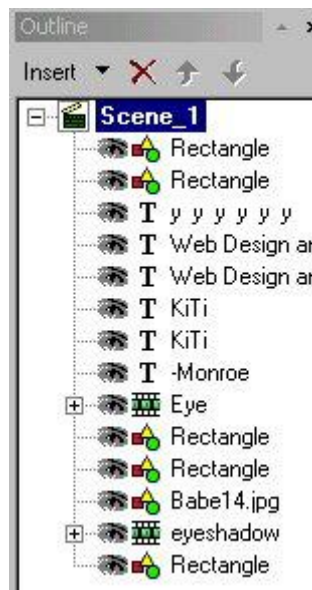 Outline
Insert
Scene_1
Rectangle
Rectangle
T y y y y y y
T Web Design ar
T Web Design ar
T KiTi
T KiTi
T -Monroe
Eye
Rectangle
Rectangle
Babe14.jpg
eyeshadow
Rectangle